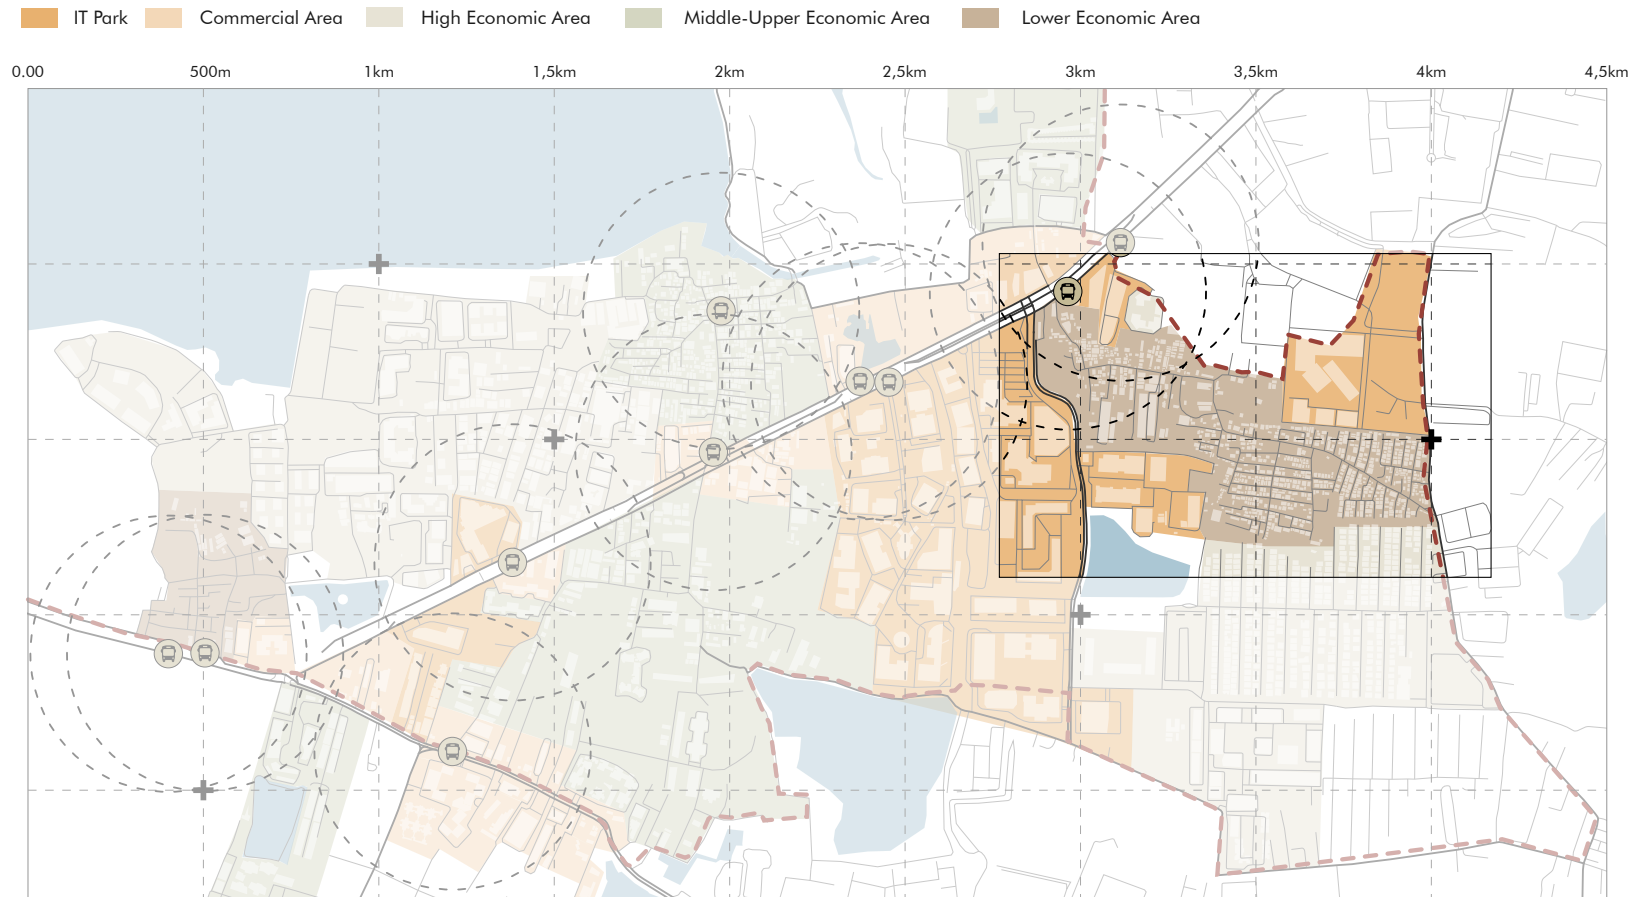 IT Park Commercial Area High Economic Area Middle-Upper Economic Area Lower Economic Area
0.00 500m 1km 1,5km 2km 2,5km 3km 3,5km 4km 4,5km